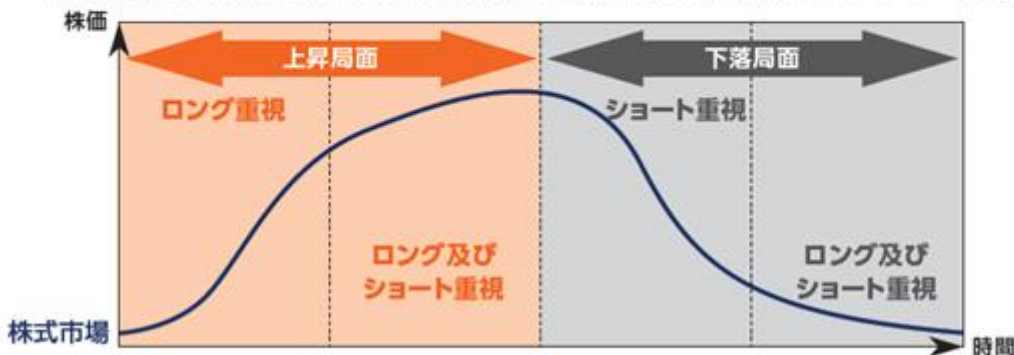 株価
上昇局面
下落局面
ロング重視
ショート重視
ロング及び
ショート重視
ロング及び
ショート重視
株式市場
時間